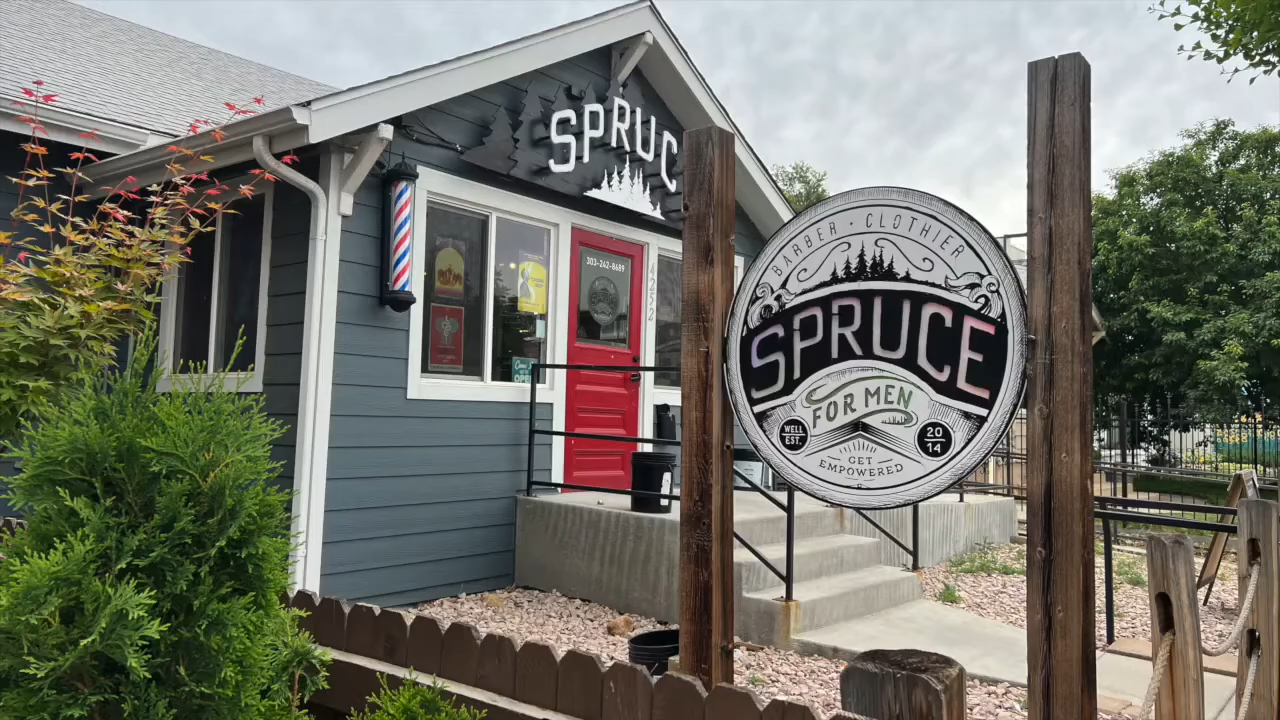 SPRUC
303-242-8689
4252
BARBER · CLOTHIER
SPRUCE
FOR MEN
WELL EST.
20 14
GET
EMPOWERED